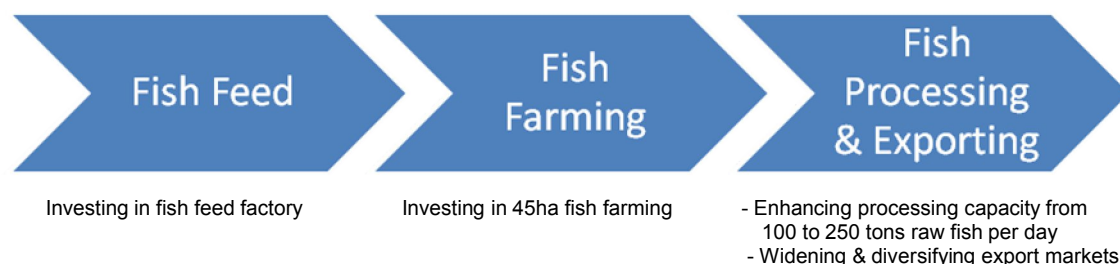 Fish Feed
Fish
Farming
Fish
Processing
& Exporting
Investing in fish feed factory
Investing in 45ha fish farming
- Enhancing processing capacity from
100 to 250 tons raw fish per day
- Widening & diversifying export markets